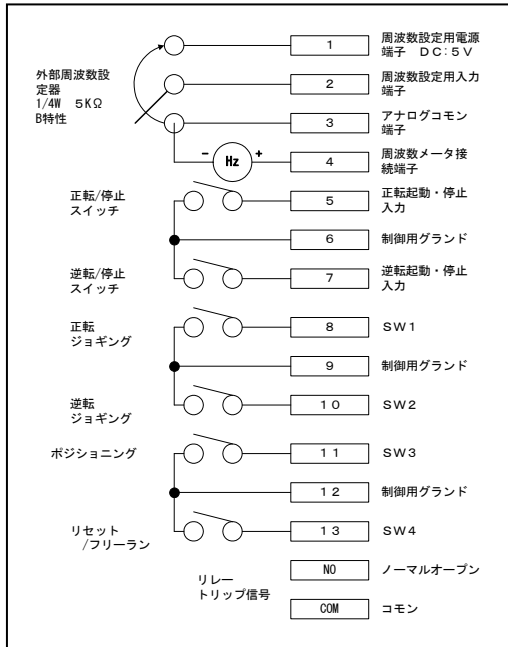 外部周波数設
定器
1/4W 5KΩ
B特性
1
周波数設定用電源
端子 DC:5V
2
周波数設定用入力
端子
3
アナログコモン
端子
− Hz +
4
周波数メータ接
続端子
正転/停止
スイッチ
5
正転起動・停止
入力
6
制御用グランド
逆転/停止
スイッチ
7
逆転起動・停止
入力
正転
ジョギング
8
SW1
9
制御用グランド
逆転
ジョギング
10
SW2
ポジショニング
11
SW3
12
制御用グランド
リセット
/フリーラン
13
SW4
リレー
トリップ信号
NO
ノーマルオープン
COM
コモン